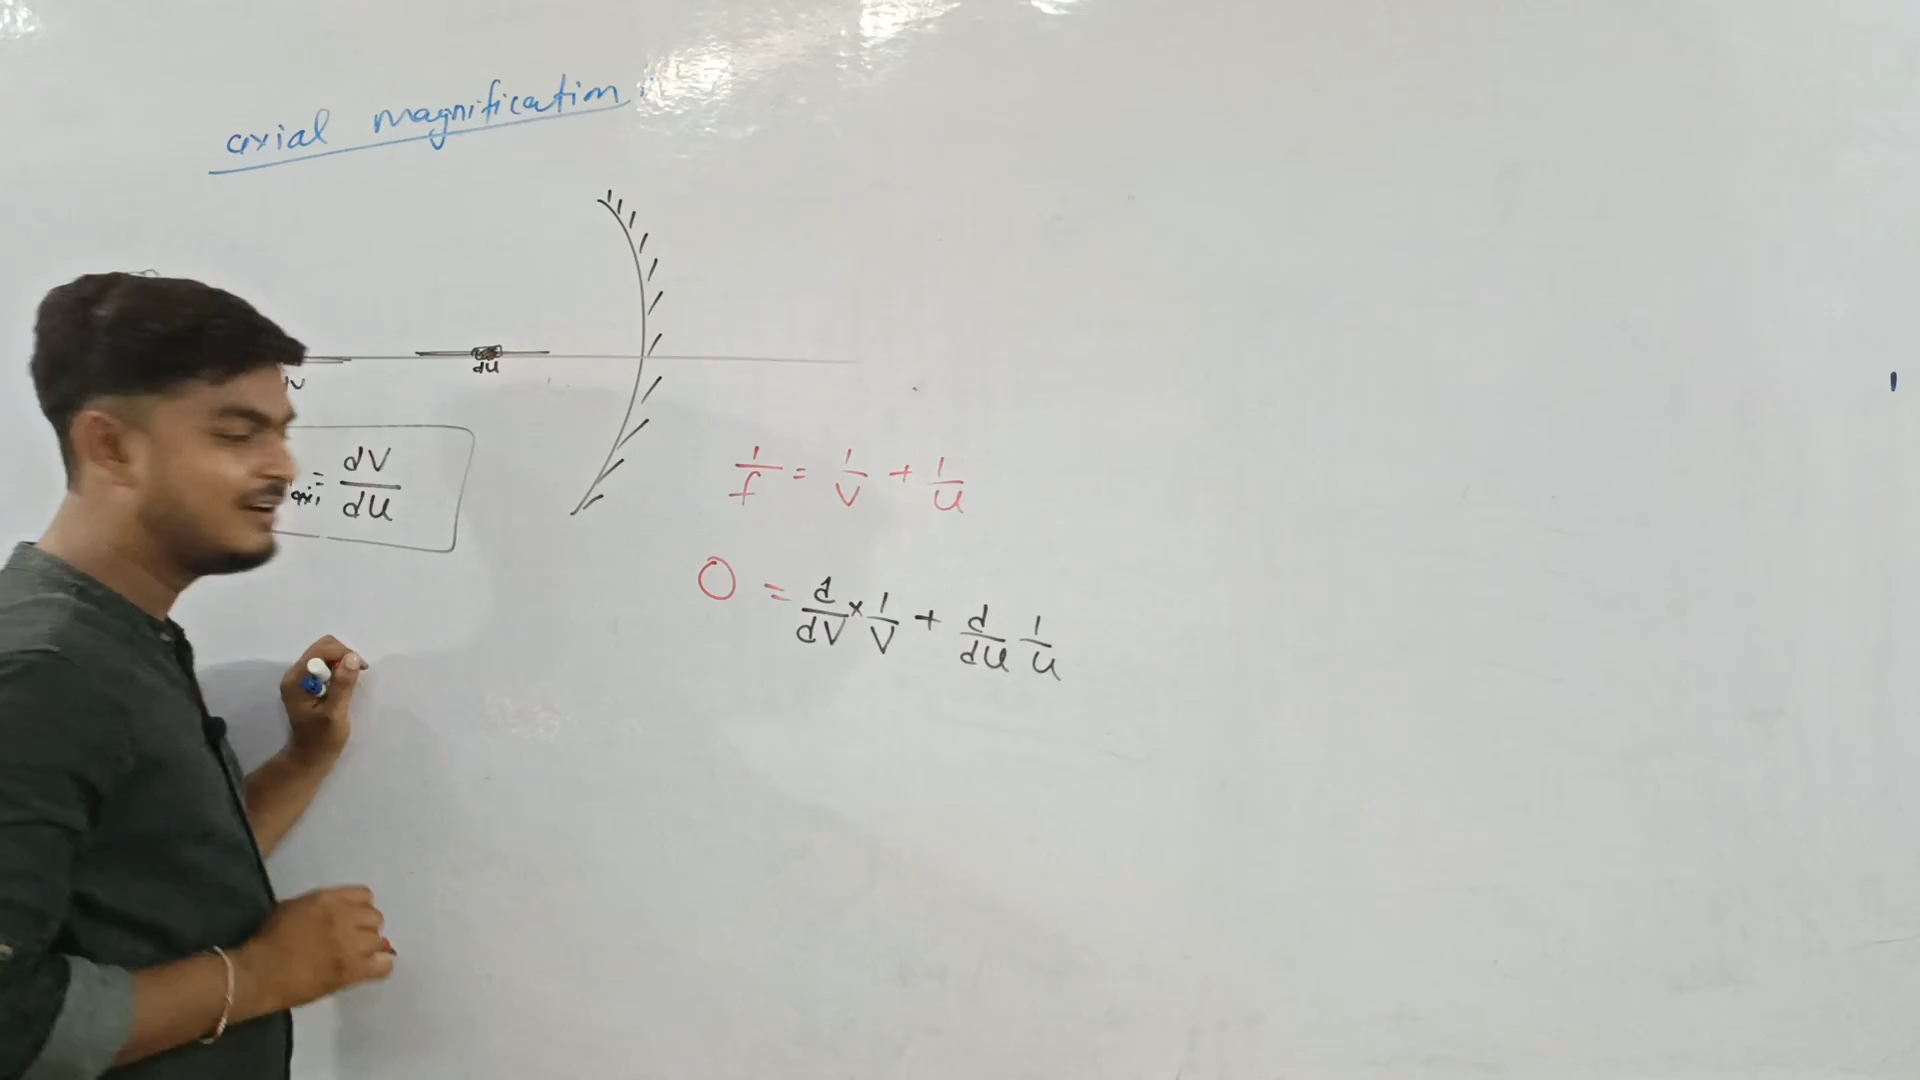 axial magnification
du
= dV/dU
1/f = 1/V + 1/U
0 = d/dV × 1/V + d/dU 1/U